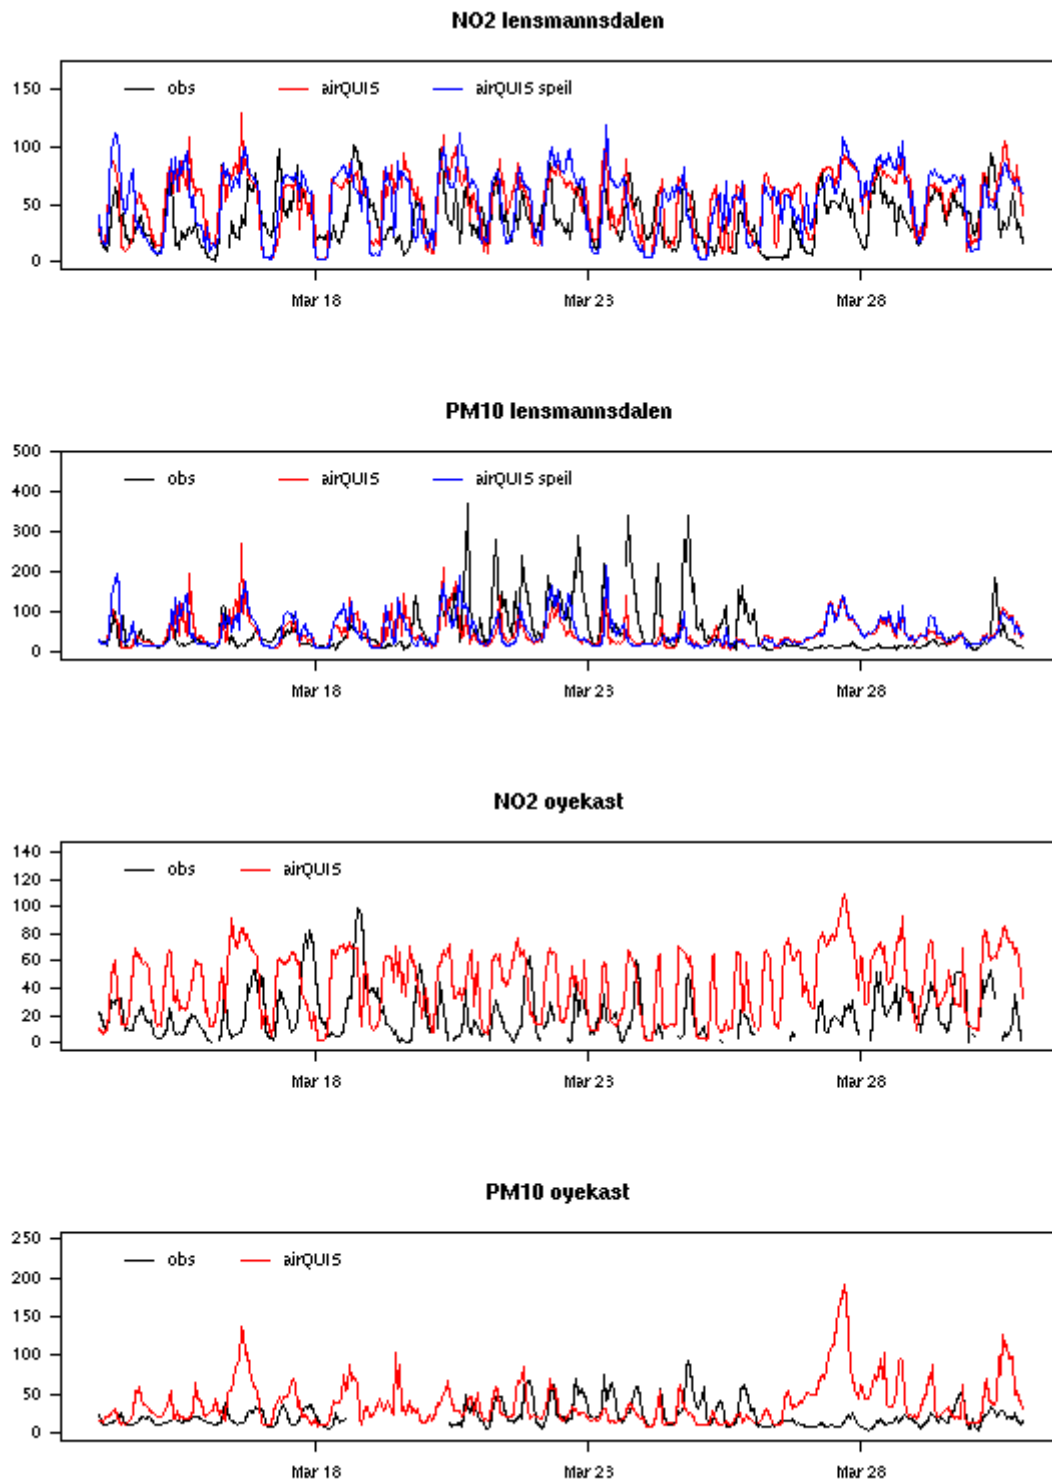 NO2 lensmannsdalen
obs airQUIS airQUIS speil
150
100
50
0
Mar 18 Mar 23 Mar 28
PM10 lensmannsdalen
500
400
300
200
100
0
obs airQUIS airQUIS speil
Mar 18 Mar 23 Mar 28
NO2 oyekast
140
120
100
80
60
40
20
0
obs airQUIS
Mar 18 Mar 23 Mar 28
PM10 oyekast
250
200
150
100
50
0
obs airQUIS
Mar 18 Mar 23 Mar 28